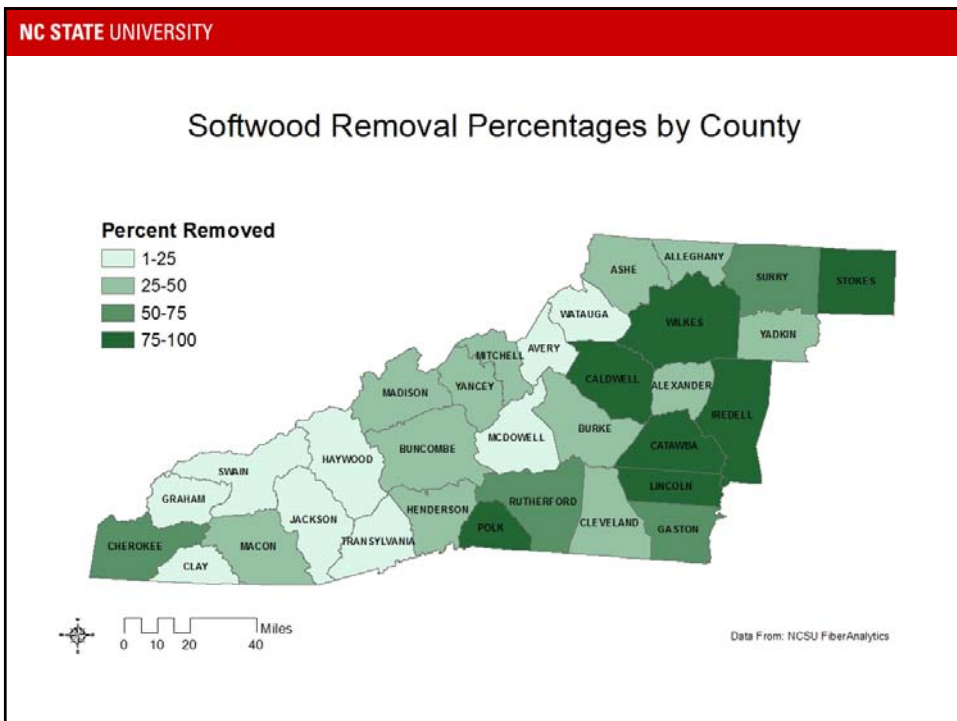 NC STATE UNIVERSITY
Softwood Removal Percentages by County
Percent Removed
1-25
25-50
50-75
75-100
ASHE
ALLEGHANY
SURRY
STOKES
WATAUGA
WILKES
YADKIN
AVERY
MITCHELL
CALDWELL
ALEXANDER
MADISON
YANCEY
IREDELL
BURKE
MCDOWELL
CATAWBA
BUNCOMBE
HAYWOOD
SWAIN
LINCOLN
GRAHAM
RUTHERFORD
HENDERSON
JACKSON
CLEVELAND
GASTON
POLK
TRANSYLVANIA
CHEROKEE
MACON
CLAY
N
Miles
0 10 20 40
Data From: NCSU FiberAnalytics